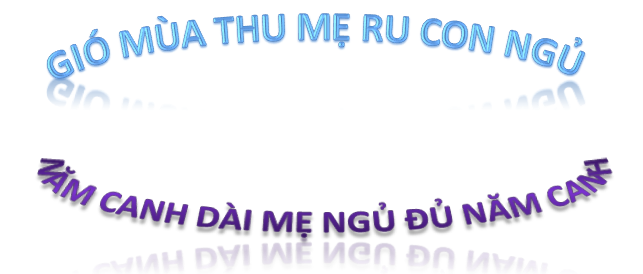 GIÓ MÙA THU MẸ RU CON NGỦ
NĂM CANH DÀI MẸ NGỦ ĐỦ NĂM CANH